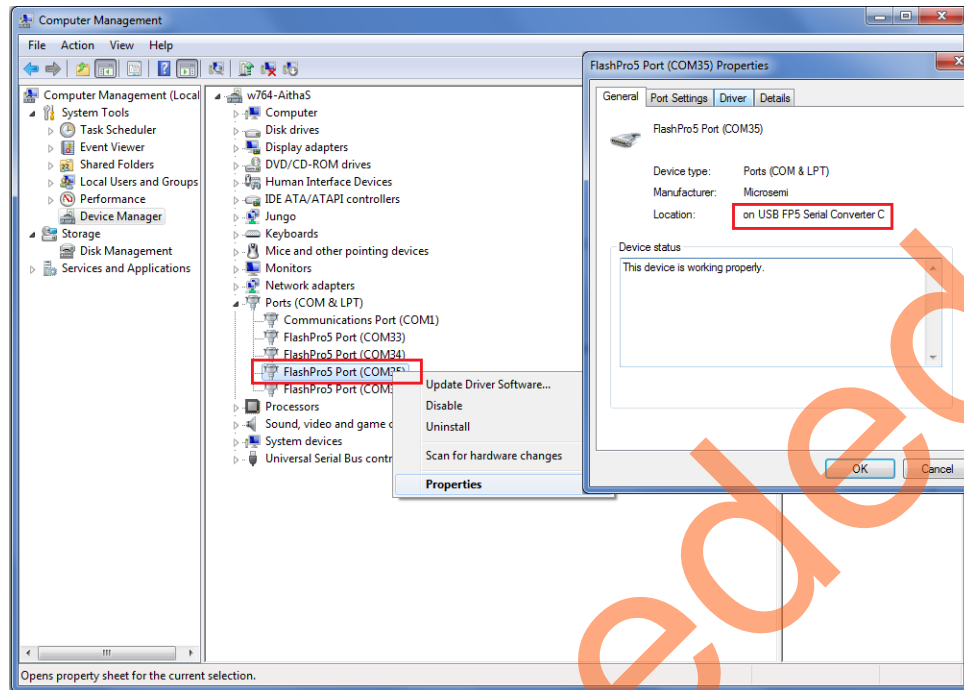 Computer Management
File Action View Help
Computer Management (Local
System Tools
Task Scheduler
Event Viewer
Shared Folders
Local Users and Groups
Performance
Device Manager
Storage
Disk Management
Services and Applications
w764-AithaS
Computer
Disk drives
Display adapters
DVD/CD-ROM drives
Human Interface Devices
IDE ATA/ATAPI controllers
Jungo
Keyboards
Mice and other pointing devices
Monitors
Network adapters
Ports (COM & LPT)
Communications Port (COM1)
FlashPro5 Port (COM33)
FlashPro5 Port (COM34)
FlashPro5 Port (COM35)
FlashPro5 Port (COM3
Processors
Sound, video and game c
System devices
Universal Serial Bus contr
Update Driver Software...
Disable
Uninstall
Scan for hardware changes
Properties
FlashPro5 Port (COM35) Properties
General Port Settings Driver Details
FlashPro5 Port (COM35)
Device type: Ports (COM & LPT)
Manufacturer: Microsemi
Location: on USB FP5 Serial Converter C
Device status
This device is working properly.
OK Cancel
Opens property sheet for the current selection.
eded